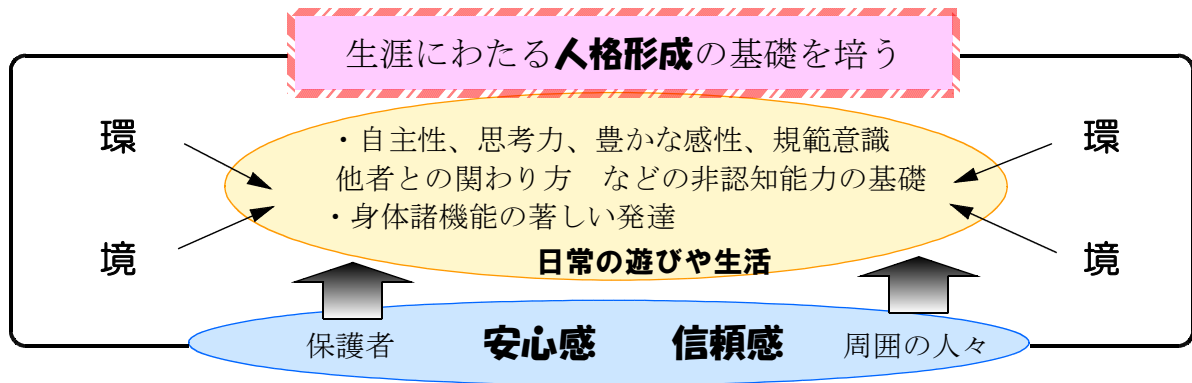 生涯にわたる人格形成の基礎を培う
環
境
・自主性、思考力、豊かな感性、規範意識
他者との関わり方　などの非認知能力の基礎
・身体諸機能の著しい発達
日常の遊びや生活
環
境
保護者　安心感　信頼感　周囲の人々